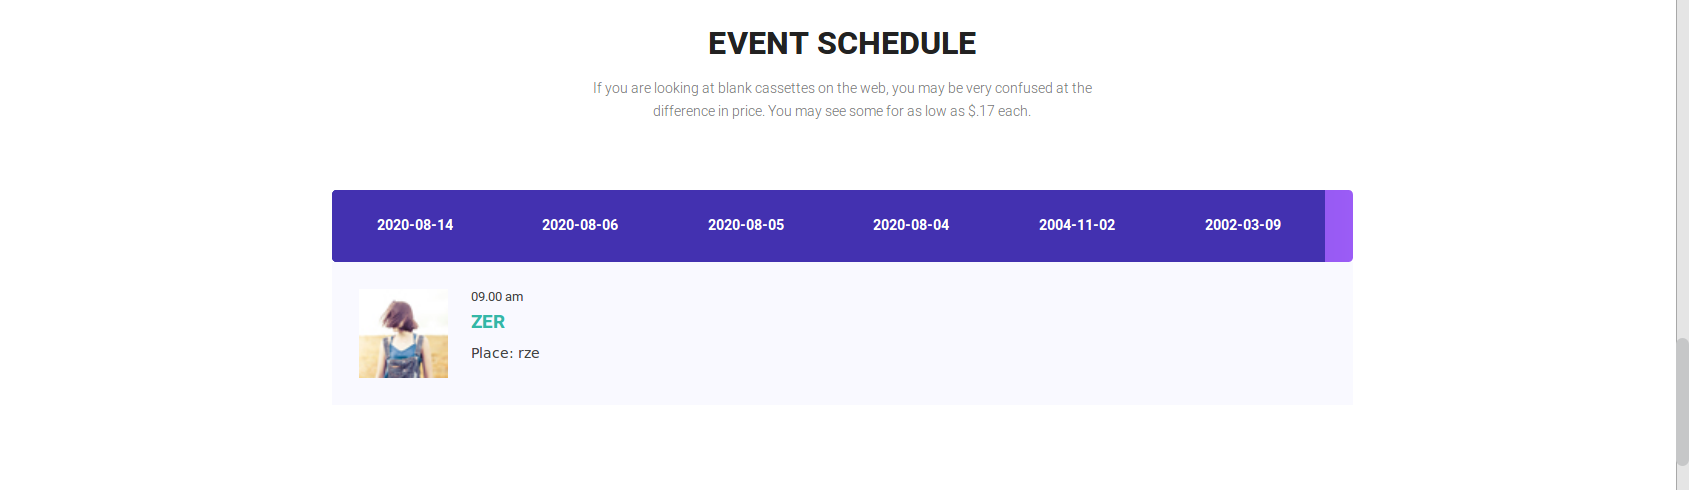 EVENT SCHEDULE
If you are looking at blank cassettes on the web, you may be very confused at the
difference in price. You may see some for as low as $.17 each.
2020-08-14 2020-08-06 2020-08-05 2020-08-04 2004-11-02 2002-03-09
09.00 am
ZER
Place: rze